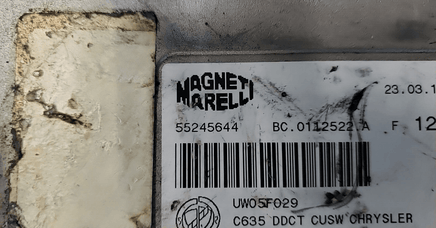 MAGNETI
MARELLI
23.03.1
55245644 BC.0112522.A F 12
UW05F029
C635 DDCT CUSW CHRYSLER